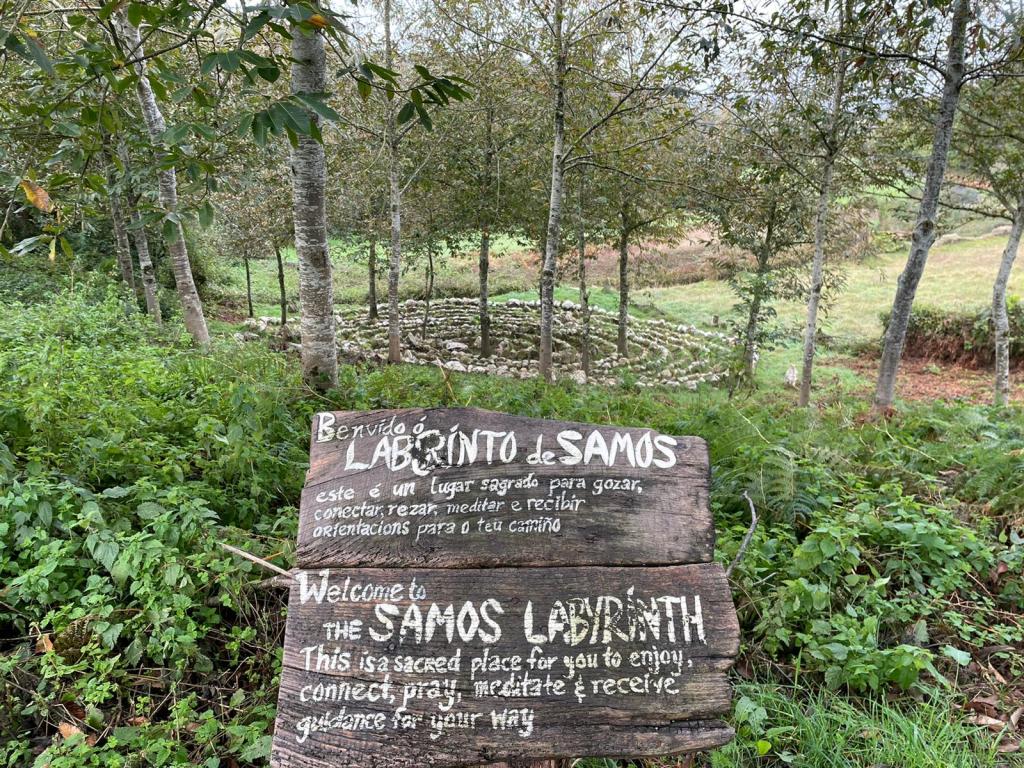 Benvido ó
LABIRINTO de SAMOS
este é un lugar sagrado para gozar,
conectar, rezar, meditar e recibir
orientacions para o teu camiño
Welcome to
THE SAMOS LABYRINTH
This is a sacred place for you to enjoy,
connect, pray, meditate & receive
guidance for your way